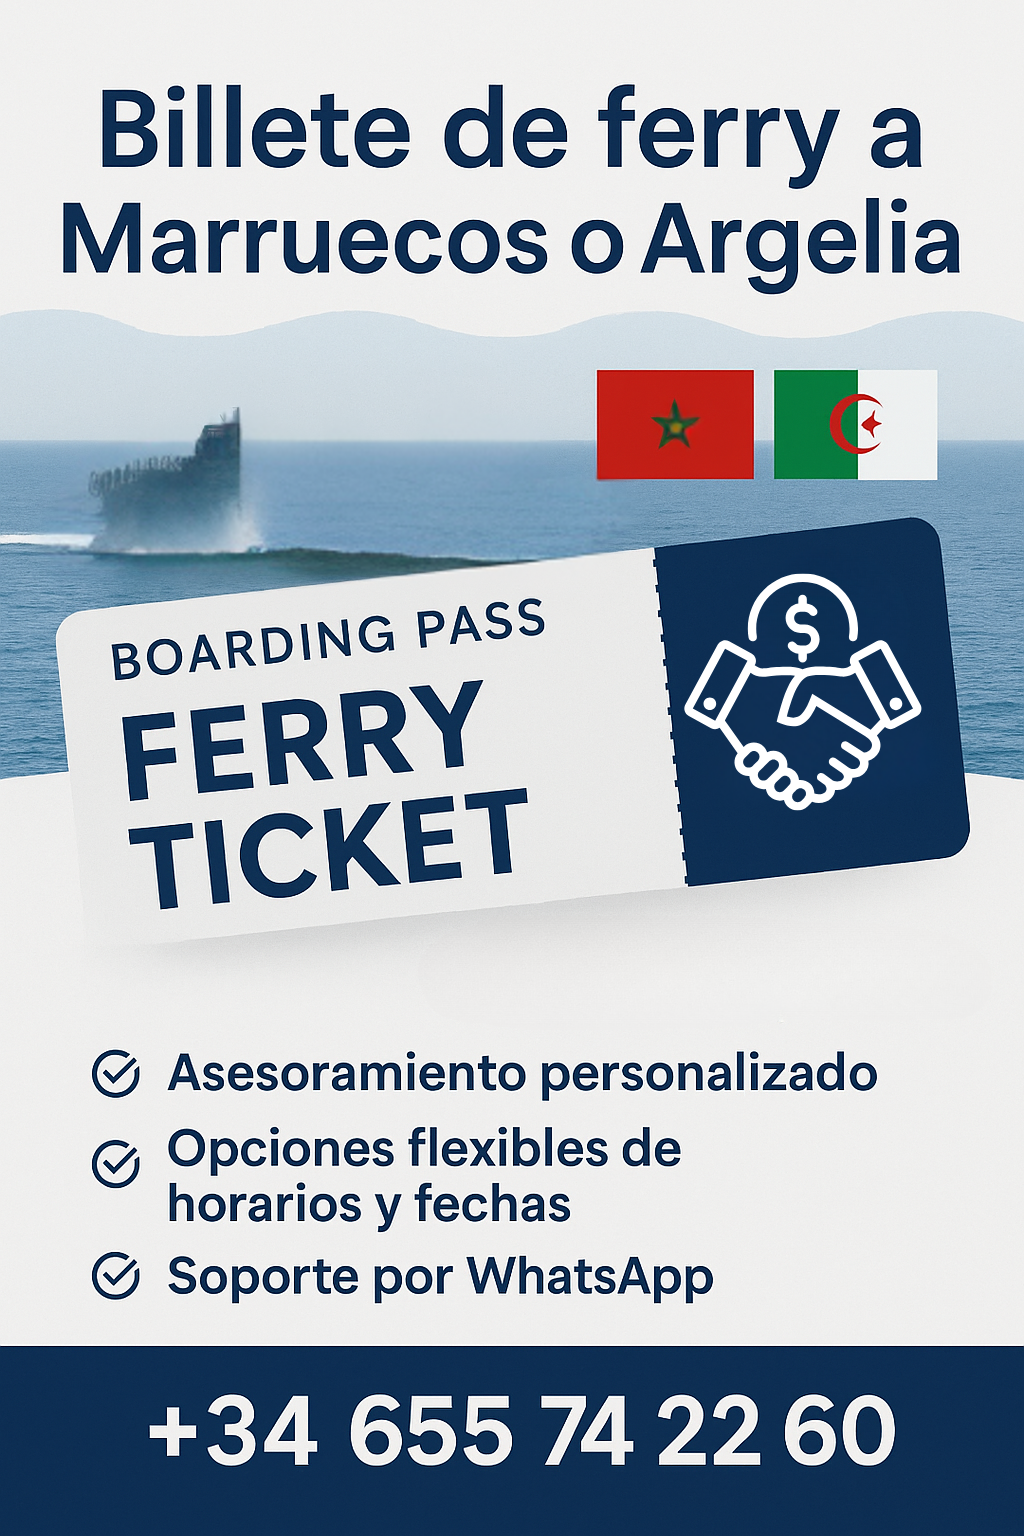 Billete de ferry a
Marruecos o Argelia
BOARDING PASS
FERRY
TICKET
$
Asesoramiento personalizado
Opciones flexibles de
horarios y fechas
Soporte por WhatsApp
+34 655 74 22 60